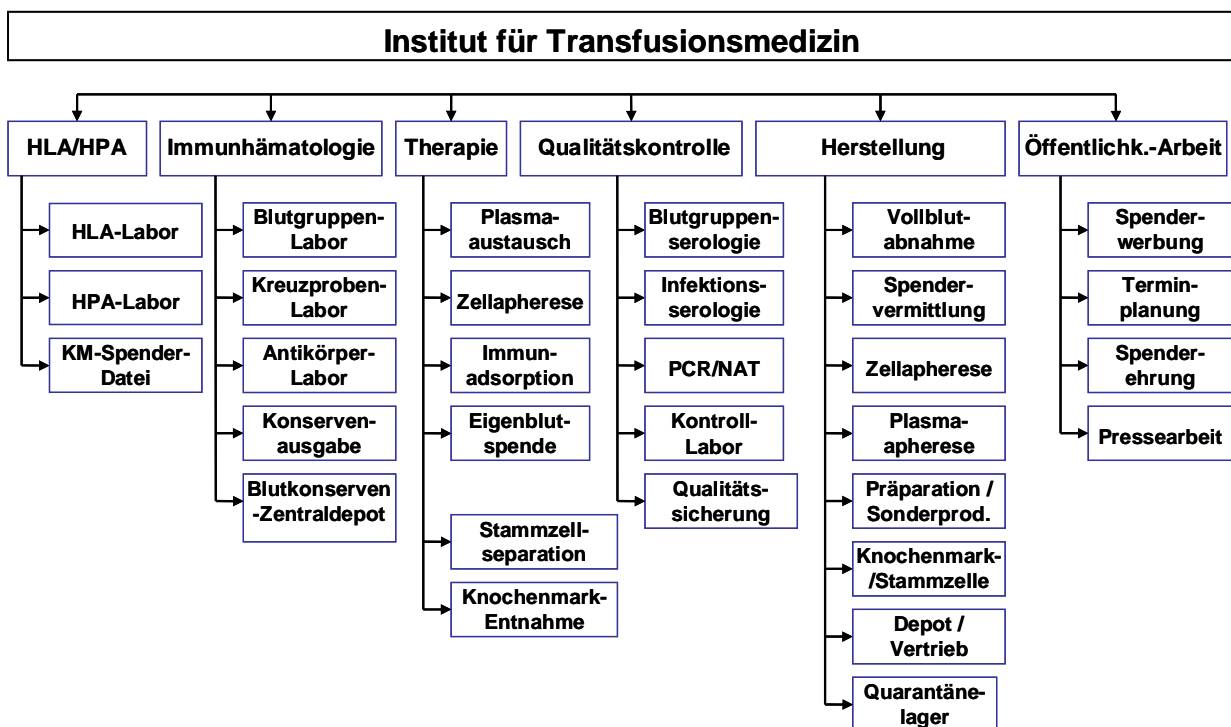 Institut für Transfusionsmedizin
HLA/HPA
HLA-Labor
HPA-Labor
KM-Spender-
Datei
Immunhämatologie
Blutgruppen-
Labor
Kreuzproben-
Labor
Antikörper-
Labor
Konserven-
ausgabe
Blutkonserven
-Zentraldepot
Therapie
Plasma-
austausch
Zellapherese
Immun-
adsorption
Eigenblut-
spende
Stammzell-
separation
Knochenmark-
Entnahme
Qualitätskontrolle
Blutgruppen-
serologie
Infektions-
serologie
PCR/NAT
Kontroll-
Labor
Qualitäts-
sicherung
Herstellung
Vollblut-
abnahme
Spender-
vermittlung
Zellapherese
Plasma-
apherese
Präparation /
Sonderprod.
Knochenmark-
/Stammzelle
Depot /
Vertrieb
Quarantäne-
lager
Öffentlichk.-Arbeit
Spender-
werbung
Termin-
planung
Spender-
ehrung
Pressearbeit